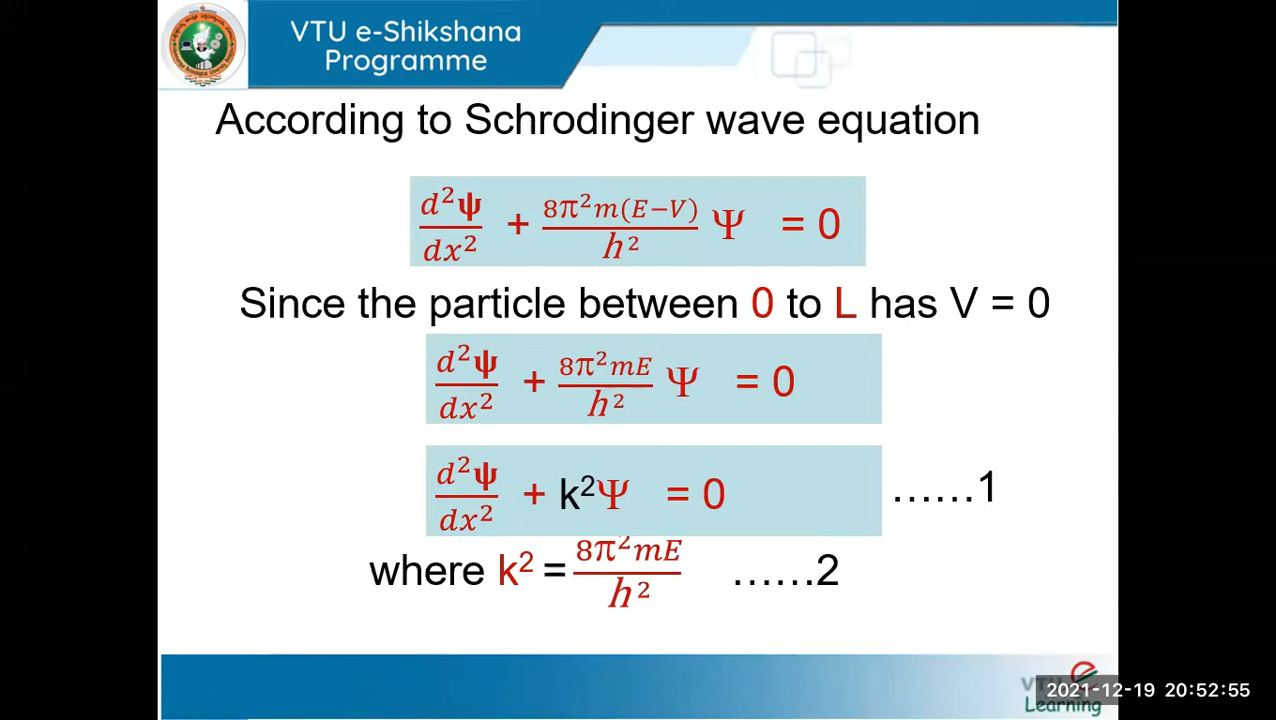 VTU e-Shikshana
Programme
According to Schrodinger wave equation
d²ψ/dx² + 8π²m(E−V)/h² Ψ = 0
Since the particle between 0 to L has V = 0
d²ψ/dx² + 8π²mE/h² Ψ = 0
d²ψ/dx² + k²Ψ = 0 ......1
where k² = 8π²mE/h² ......2
VTU e
Learning
2021-12-19 20:52:55